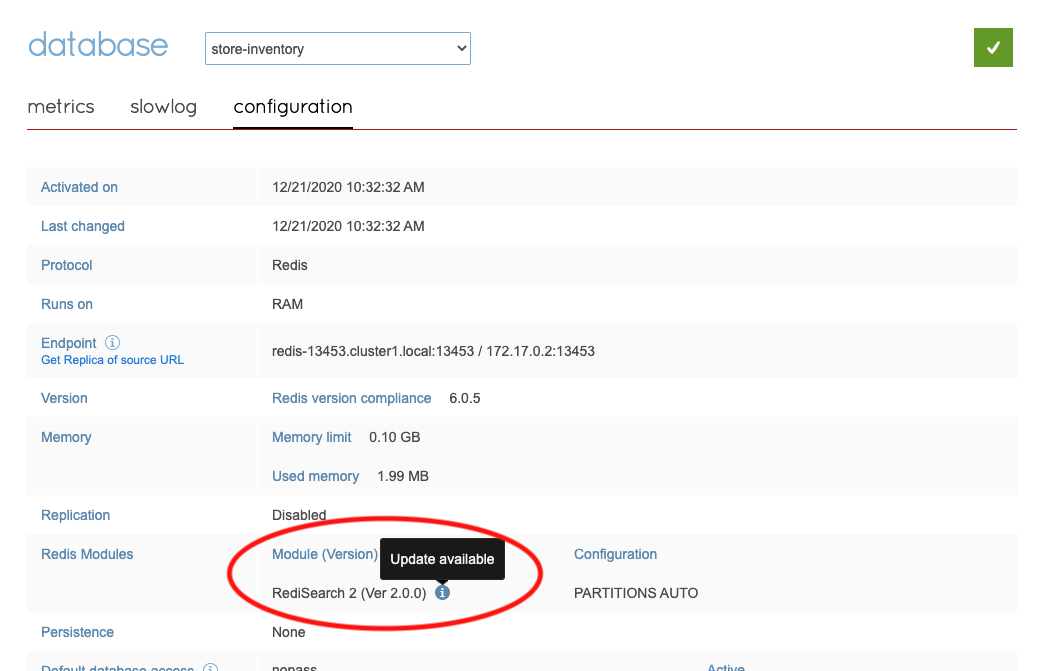 database store-inventory
metrics slowlog configuration
Activated on 12/21/2020 10:32:32 AM
Last changed 12/21/2020 10:32:32 AM
Protocol Redis
Runs on RAM
Endpoint
Get Replica of source URL
redis-13453.cluster1.local:13453 / 172.17.0.2:13453
Version Redis version compliance 6.0.5
Memory Memory limit 0.10 GB
Used memory 1.99 MB
Replication Disabled
Redis Modules Module (Version) Update available Configuration
RediSearch 2 (Ver 2.0.0) PARTITIONS AUTO
Persistence None
Default database access nopass Active